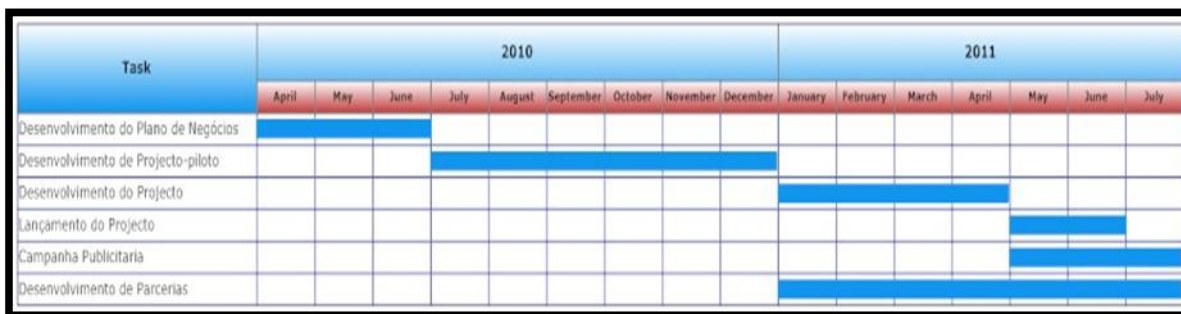 Task
2010
2011
April May June July August September October November December January February March April May June July
Desenvolvimento do Plano de Negócios
Desenvolvimento de Projecto-piloto
Desenvolvimento do Projecto
Lançamento do Projecto
Campanha Publicitaria
Desenvolvimento de Parcerias